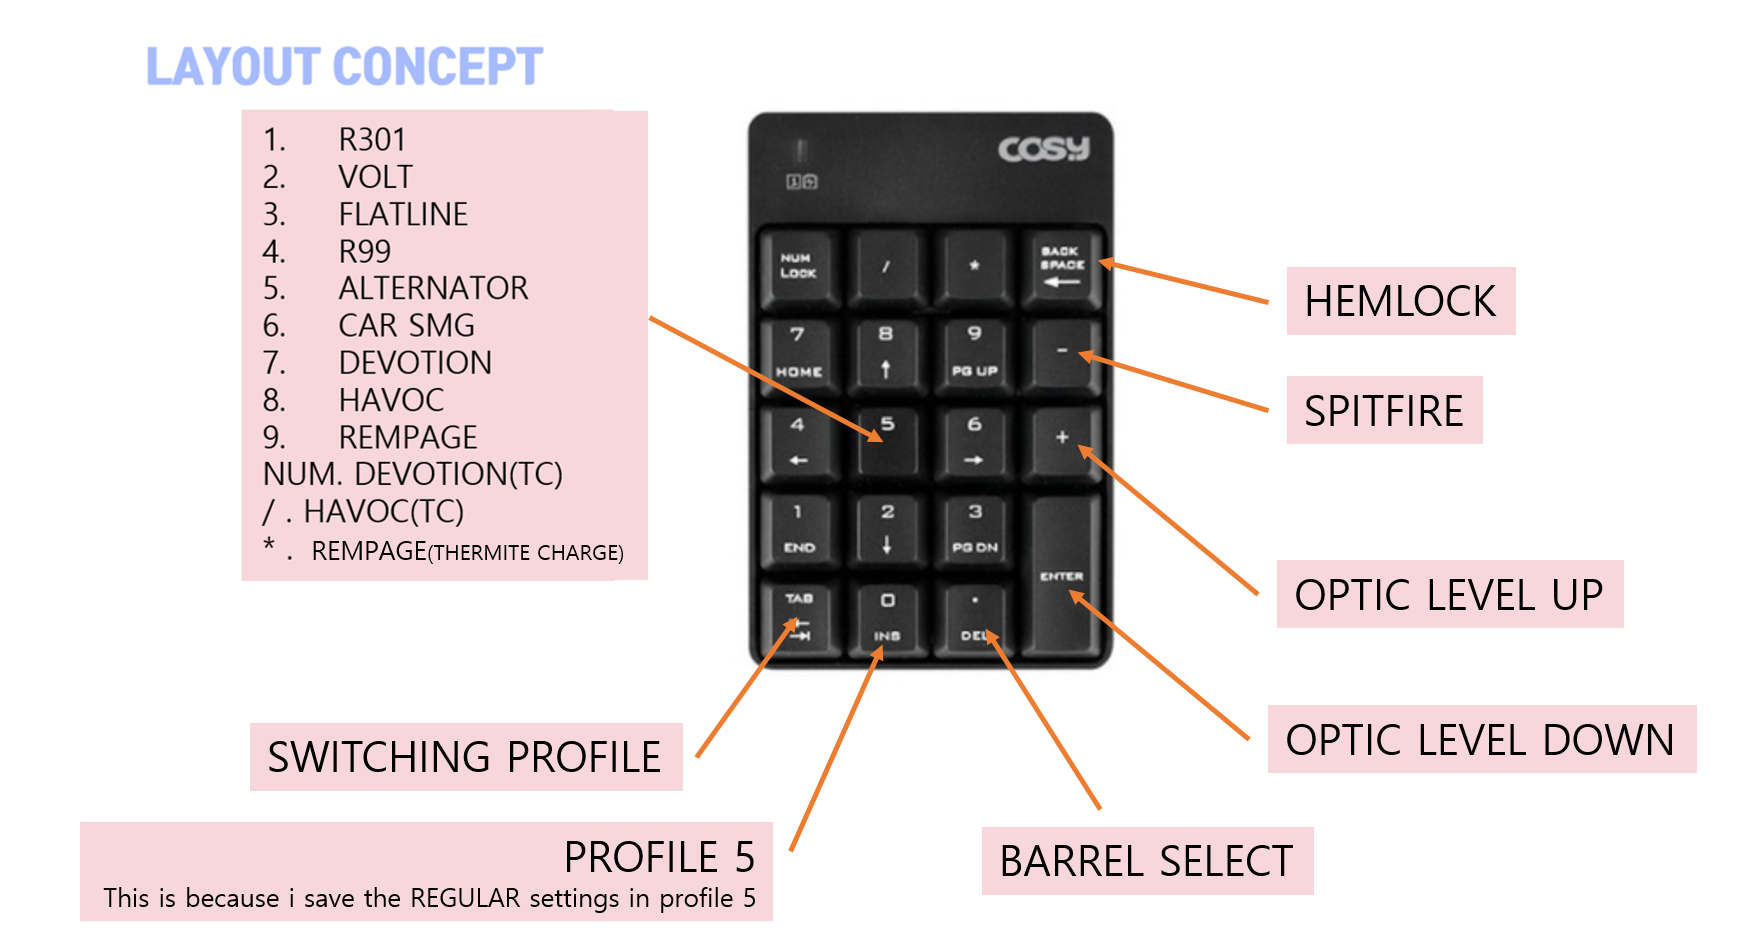 LAYOUT CONCEPT
1. R301
2. VOLT
3. FLATLINE
4. R99
5. ALTERNATOR
6. CAR SMG
7. DEVOTION
8. HAVOC
9. REMPAGE
NUM. DEVOTION(TC)
/ . HAVOC(TC)
* . REMPAGE(THERMITE CHARGE)
COSY
NUM LOCK
/
*
BACK SPACE
←
7 HOME
8 ↑
9 PG UP
-
4 ←
5
6 →
+
1 END
2 ↓
3 PG DN
ENTER
TAB
0 INS
. DEL
HEMLOCK
SPITFIRE
OPTIC LEVEL UP
OPTIC LEVEL DOWN
BARREL SELECT
SWITCHING PROFILE
PROFILE 5
This is because i save the REGULAR settings in profile 5